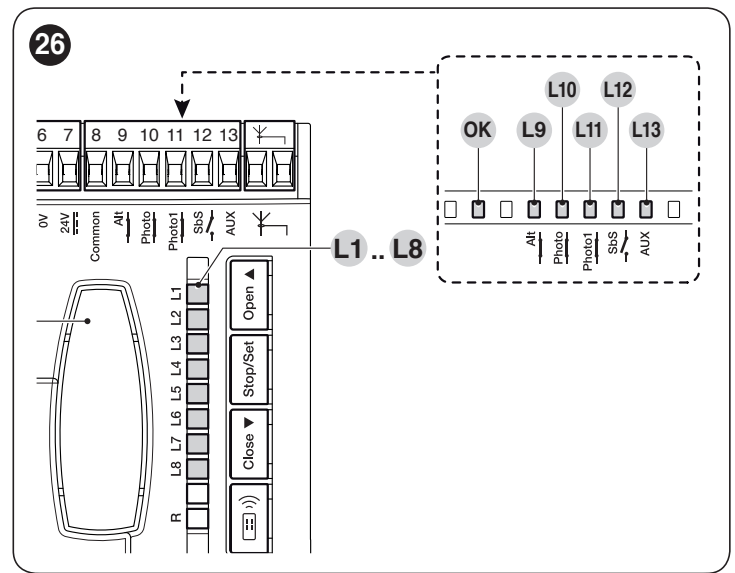 26
L10 L12
OK L9 L11 L13
6 7 8 9 10 11 12 13
0V
24V
Common
Alt
Photo
Photo1
SbS
AUX
Alt
Photo
Photo1
SbS
AUX
L1 .. L8
L1
L2
L3
L4
L5
L6
L7
L8
R
Open ▲
Stop/Set
Close ▼